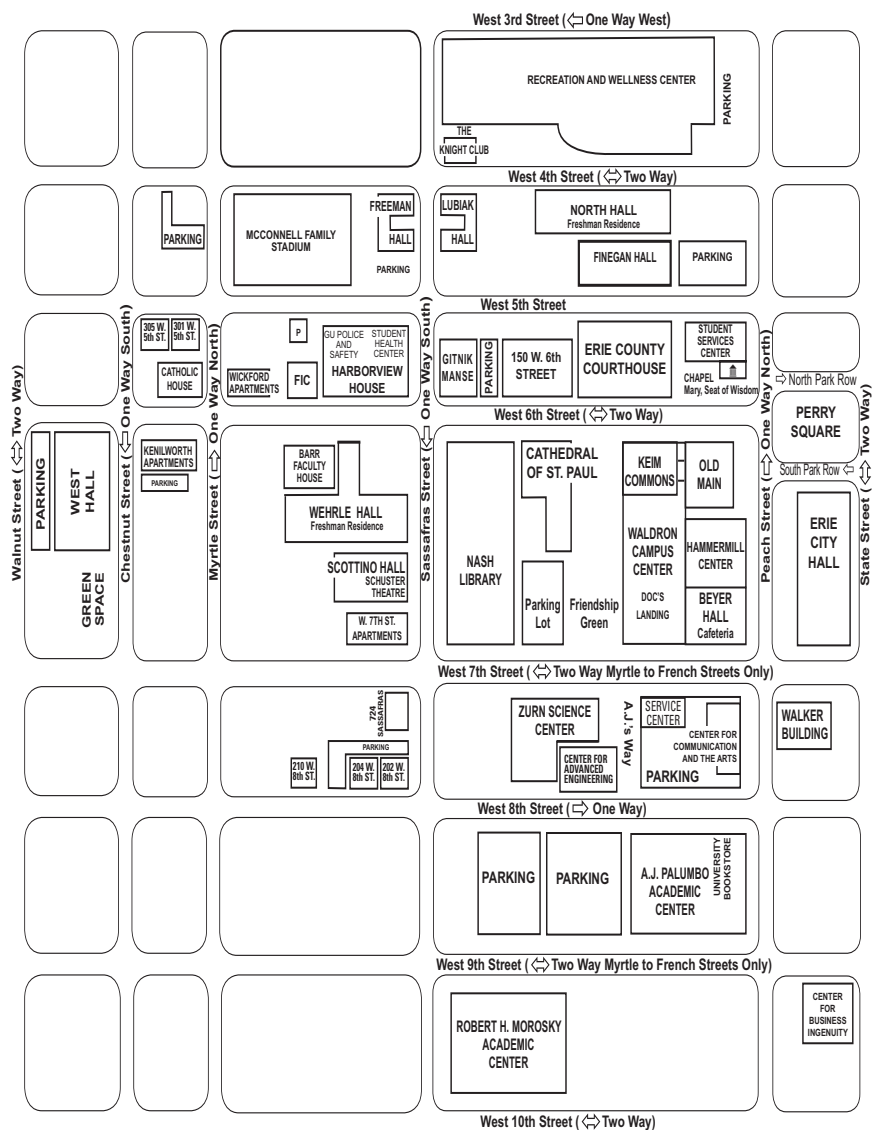 West 3rd Street (⇦ One Way West)
RECREATION AND WELLNESS CENTER
PARKING
THE
KNIGHT CLUB
West 4th Street (⬄ Two Way)
PARKING
MCCONNELL FAMILY
STADIUM
FREEMAN
HALL
PARKING
LUBIAK
HALL
NORTH HALL
Freshman Residence
FINEGAN HALL
PARKING
West 5th Street
305 W.
5th ST.
301 W.
5th ST.
CATHOLIC
HOUSE
P
WICKFORD
APARTMENTS
FIC
GU POLICE
AND
SAFETY
STUDENT
HEALTH
CENTER
HARBORVIEW
HOUSE
GITNIK
MANSE
PARKING
150 W. 6th
STREET
ERIE COUNTY
COURTHOUSE
STUDENT
SERVICES
CENTER
CHAPEL
Mary, Seat of Wisdom
⇨ North Park Row
PERRY
SQUARE
South Park Row ⇦
West 6th Street (⬄ Two Way)
Walnut Street (⬄ Two Way)
Chestnut Street (⇦ One Way South)
Myrtle Street (⇨ One Way North)
Sassafras Street (⇦ One Way South)
Peach Street (⇨ One Way North)
State Street (⬄ Two Way)
PARKING
WEST
HALL
GREEN
SPACE
KENILWORTH
APARTMENTS
PARKING
BARR
FACULTY
HOUSE
WEHRLE HALL
Freshman Residence
SCOTTINO HALL
SCHUSTER
THEATRE
W. 7TH ST.
APARTMENTS
NASH
LIBRARY
CATHEDRAL
OF ST. PAUL
Parking
Lot
Friendship
Green
KEIM
COMMONS
OLD
MAIN
WALDRON
CAMPUS
CENTER
DOC'S
LANDING
HAMMERMILL
CENTER
BEYER
HALL
Cafeteria
ERIE
CITY
HALL
West 7th Street (⬄ Two Way Myrtle to French Streets Only)
724
SASSAFRAS
PARKING
210 W.
8th ST.
204 W.
8th ST.
202 W.
8th ST.
ZURN SCIENCE
CENTER
CENTER FOR
ADVANCED
ENGINEERING
A.J.'s Way
SERVICE
CENTER
CENTER FOR
COMMUNICATION
AND THE ARTS
PARKING
WALKER
BUILDING
West 8th Street (⇨ One Way)
PARKING
PARKING
A.J. PALUMBO
ACADEMIC
CENTER
UNIVERSITY
BOOKSTORE
West 9th Street (⬄ Two Way Myrtle to French Streets Only)
ROBERT H. MOROSKY
ACADEMIC
CENTER
CENTER
FOR
BUSINESS
INGENUITY
West 10th Street (⬄ Two Way)